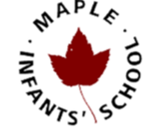 · MAPLE ·
INFANTS' SCHOOL